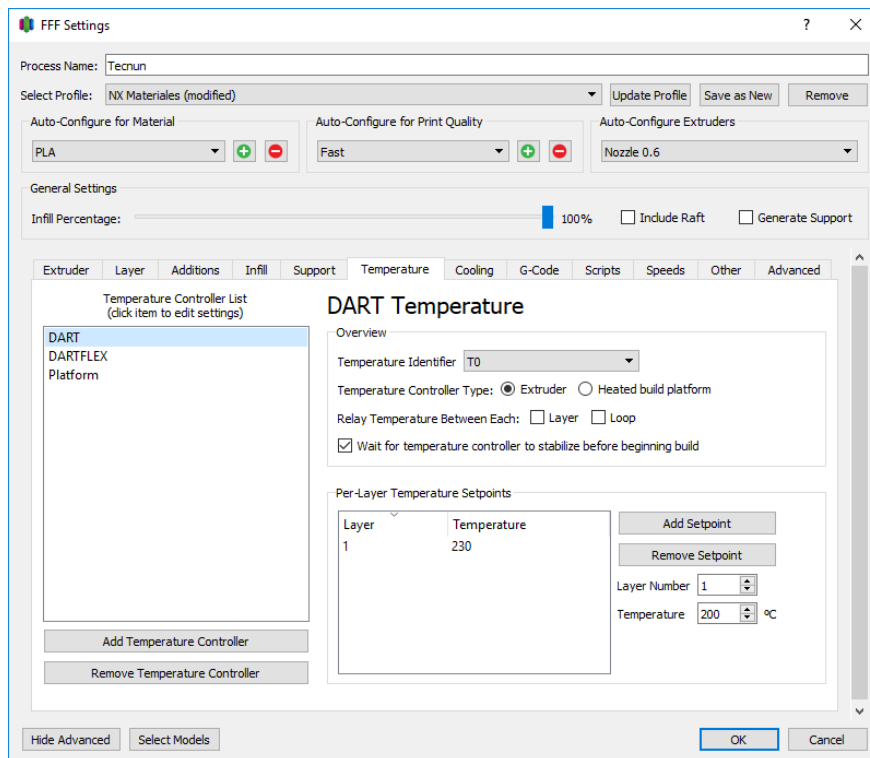 FFF Settings ?
Process Name: Tecnun
Select Profile: NX Materiales (modified) Update Profile Save as New Remove
Auto-Configure for Material Auto-Configure for Print Quality Auto-Configure Extruders
PLA Fast Nozzle 0.6
General Settings
Infill Percentage: 100% Include Raft Generate Support
Extruder Layer Additions Infill Support Temperature Cooling G-Code Scripts Speeds Other Advanced
Temperature Controller List
(click item to edit settings)
DART
DARTFLEX
Platform
Add Temperature Controller
Remove Temperature Controller
DART Temperature
Overview
Temperature Identifier T0
Temperature Controller Type: Extruder Heated build platform
Relay Temperature Between Each: Layer Loop
Wait for temperature controller to stabilize before beginning build
Per-Layer Temperature Setpoints
Layer Temperature
1 230
Add Setpoint
Remove Setpoint
Layer Number 1
Temperature 200 ºC
Hide Advanced Select Models OK Cancel